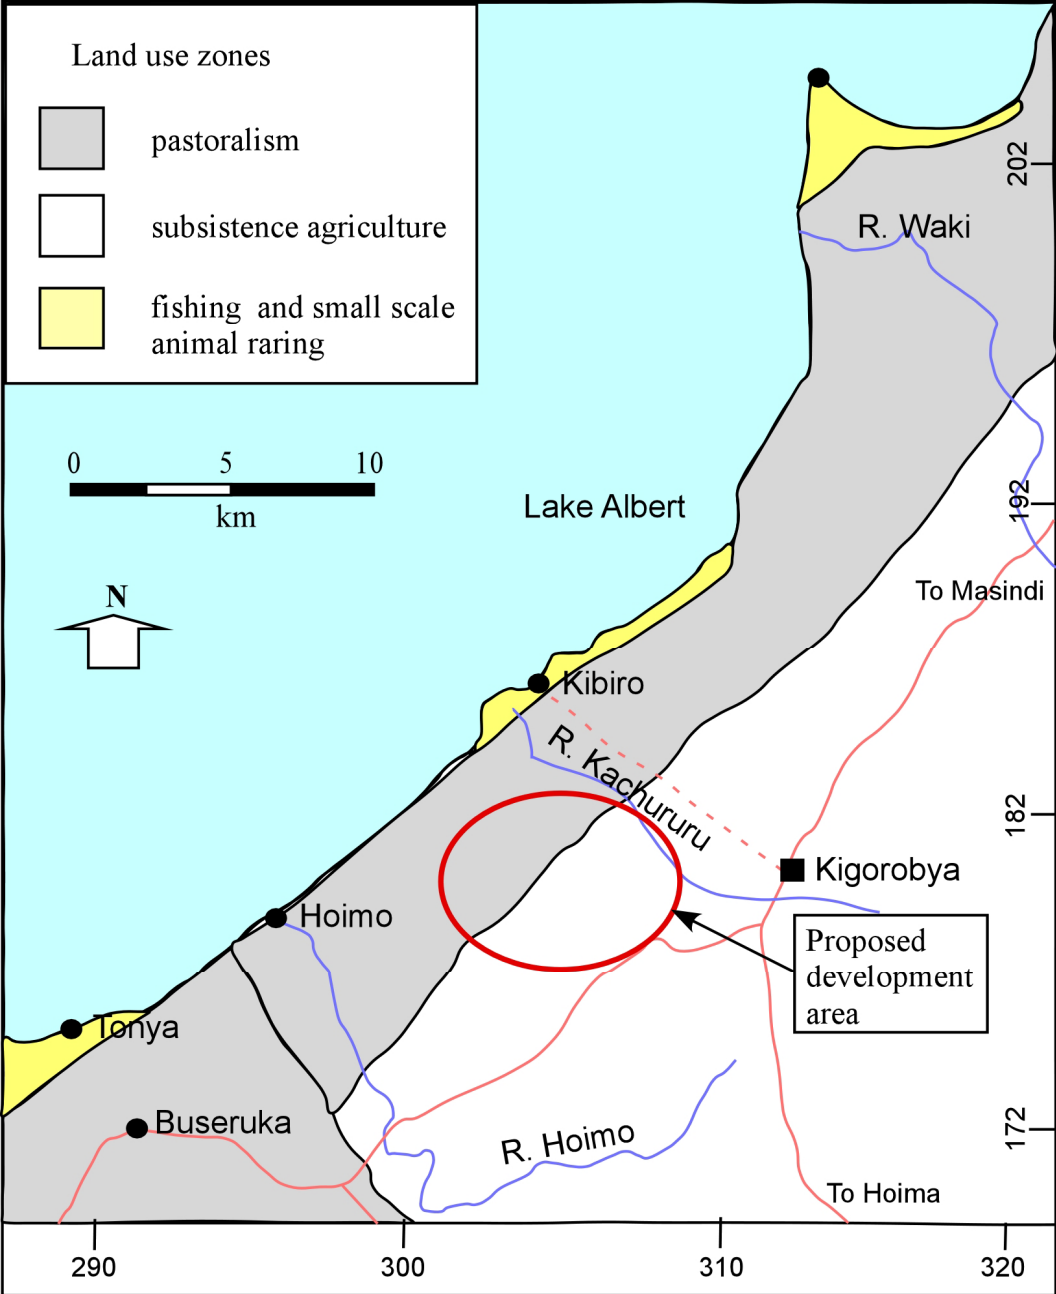 Land use zones
pastoralism
subsistence agriculture
fishing and small scale
animal raring
202
R. Waki
0 5 10
km
Lake Albert
192
To Masindi
N
Kibiro
R. Kachururu
182
Kigorobya
Hoimo
Proposed
development
area
Tonya
Buseruka
R. Hoimo
172
To Hoima
290 300 310 320